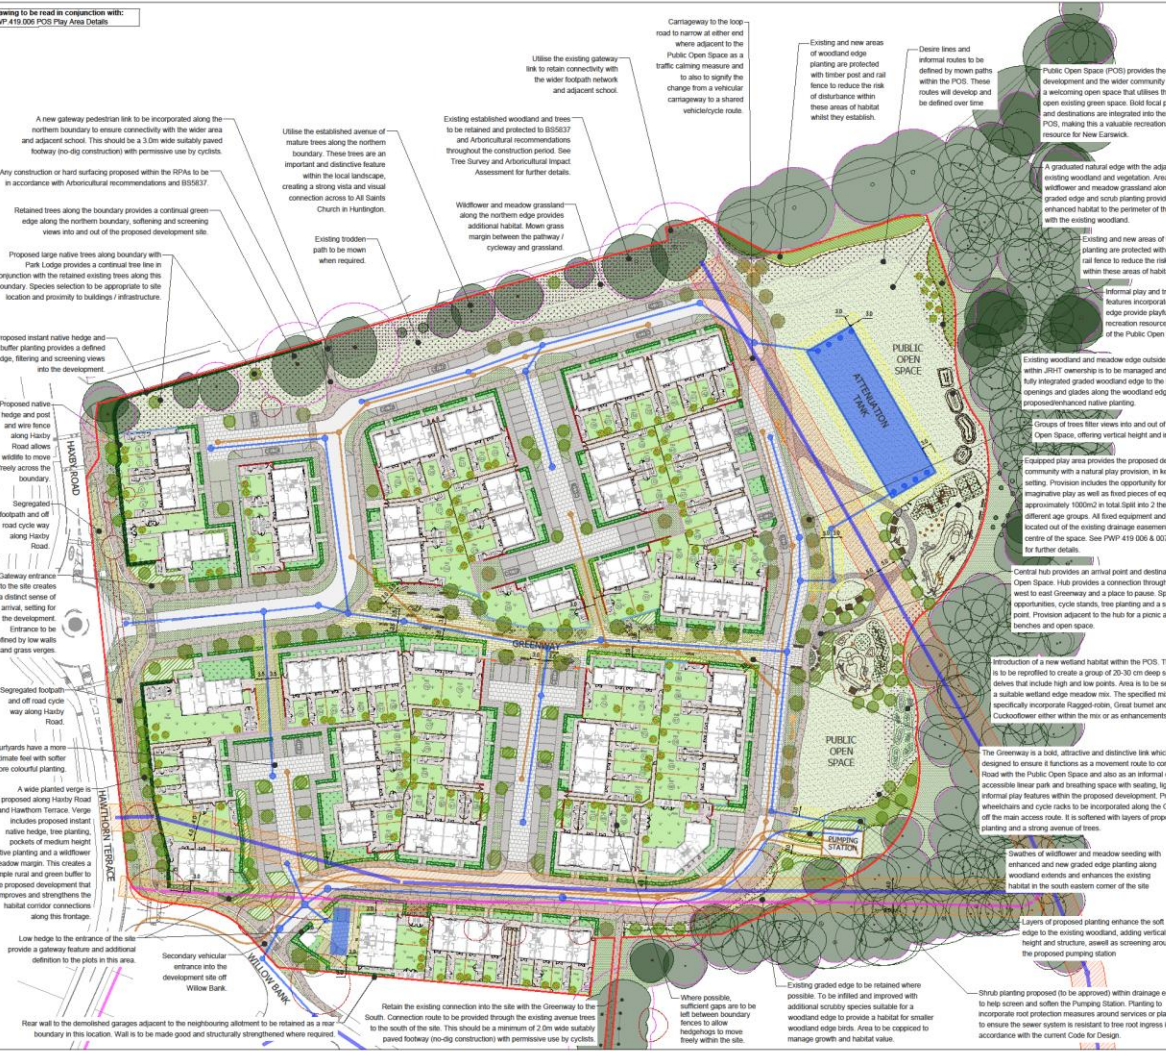 awing to be read in conjunction with:
WP.419.006 POS Play Area Details
A new gateway pedestrian link to be incorporated along the
northern boundary to ensure connectivity with the wider area
and adjacent school. This should be a 3.0m wide suitably paved
footway (no-dig construction) with permissive use by cyclists.
Any construction or hard surfacing proposed within the RPAs to be
in accordance with Arboricultural recommendations and BS5837.
Retained trees along the boundary provides a continual green
edge along the northern boundary, softening and screening
views into and out of the proposed development site.
Proposed large native trees along boundary with
Park Lodge provides a continual tree line in
onjunction with the retained existing trees along this
oundary. Species selection to be appropriate to site
location and proximity to buildings / infrastructure.
roposed instant native hedge and
buffer planting provides a defined
dge, filtering and screening views
into the development.
Proposed native
hedge and post
and wire fence
along Haxby
Road allows
wildlife to move
freely across the
boundary.
Segregated
footpath and off
road cycle way
along Haxby
Road.
Gateway entrance
to the site creates
a distinct sense of
arrival, setting for
the development.
Entrance to be
fined by low walls
and grass verges.
Segregated footpath
and off road cycle
way along Haxby
Road.
urtyards have a more
timate feel with softer
ore colourful planting.
A wide planted verge is
proposed along Haxby Road
and Hawthorn Terrace. Verge
includes proposed instant
native hedge, tree planting,
pockets of medium height
tive planting and a wildflower
eadow margin. This creates a
mple rural and green buffer to
e proposed development that
mproves and strengthens the
habitat corridor connections
along this frontage.
Low hedge to the entrance of the site
provide a gateway feature and additional
definition to the plots in this area.
Rear wall to the demolished garages adjacent to the neighbouring allotment to be retained as a rear
boundary in this location. Wall is to be made good and structurally strengthened where required.
Utilise the established avenue of
mature trees along the northern
boundary. These trees are an
important and distinctive feature
within the local landscape,
creating a strong vista and visual
connection across to All Saints
Church in Huntington.
Existing trodden
path to be mown
when required.
Utilise the existing gateway
link to retain connectivity with
the wider footpath network
and adjacent school.
Existing established woodland and trees
to be retained and protected to BS5837
and Arboricultural recommendations
throughout the construction period. See
Tree Survey and Arboricultural Impact
Assessment for further details.
Wildflower and meadow grassland
along the northern edge provides
additional habitat. Mown grass
margin between the pathway /
cycleway and grassland.
Carriageway to the loop
road to narrow at either end
where adjacent to the
Public Open Space as a
traffic calming measure and
to also to signify the
change from a vehicular
carriageway to a shared
vehicle/cycle route.
Existing and new areas
of woodland edge
planting are protected
with timber post and rail
fence to reduce the risk
of disturbance within
these areas of habitat
whilst they establish.
Desire lines and
informal routes to be
defined by mown paths
within the POS. These
routes will develop and
be defined over time
Public Open Space (POS) provides the
development and the wider community
a welcoming open space that utilises th
open existing green space. Bold focal p
and destinations are integrated into the
POS, making this a valuable recreation
resource for New Earswick.
A graduated natural edge with the adja
existing woodland and vegetation. Area
wildflower and meadow grassland alon
graded edge and scrub planting provid
enhanced habitat to the perimeter of th
with the existing woodland.
Existing and new areas of
planting are protected with
rail fence to reduce the risk
within these areas of habit
Informal play and tr
features incorporat
edge provide playfu
recreation resource
of the Public Open
Existing woodland and meadow edge outside
within JRHT ownership is to be managed and
fully integrated graded woodland edge to the
openings and glades along the woodland edg
proposed/enhanced native planting.
Groups of trees filter views into and out of
Open Space, offering vertical height and i
Equipped play area provides the proposed de
community with a natural play provision, in ke
setting. Provision includes the opportunity for
imaginative play as well as fixed pieces of eq
approximately 1000m2 in total.Split into 2 the
different age groups. All fixed equipment and
located out of the existing drainage easemen
centre of the space. See PWP 419 006 & 007
for further details.
Central hub provides an arrival point and destina
Open Space. Hub provides a connection through
west to east Greenway and a place to pause. Sp
opportunities, cycle stands, tree planting and a s
point. Provision adjacent to the hub for a picnic a
benches and open space.
Introduction of a new wetland habitat within the POS. T
is to be reprofiled to create a group of 20-30 cm deep s
delves that include high and low points. Area is to be se
a suitable wetland edge meadow mix. The specified mi
specifically incorporate Ragged-robin, Great burnet and
Cuckooflower either within the mix or as enhancements
The Greenway is a bold, attractive and distinctive link whic
designed to ensure it functions as a movement route to con
Road with the Public Open Space and also as an informal
accessible linear park and breathing space with seating, lig
informal play features within the proposed development. P
wheelchairs and cycle racks to be incorporated along the G
off the main access route. It is softened with layers of prop
planting and a strong avenue of trees.
Swathes of wildflower and meadow seeding with
enhanced and new graded edge planting along
woodland extends and enhances the existing
habitat in the south eastern corner of the site
Layers of proposed planting enhance the soft
edge to the existing woodland, adding vertical
height and structure, aswell as screening arou
the proposed pumping station
Shrub planting proposed (to be approved) within drainage e
to help screen and soften the Pumping Station. Planting to
incorporate root protection measures around services or pla
to ensure the sewer system is resistant to tree root ingress i
accordance with the current Code for Design.
Secondary vehicular
entrance into the
development site off
Willow Bank.
Retain the existing connection into the site with the Greenway to the
South. Connection route to be provided through the existing avenue trees
to the south of the site. This should be a minimum of 2.0m wide suitably
paved footway (no-dig construction) with permissive use by cyclists.
Where possible,
sufficient gaps are to be
left between boundary
fences to allow
hedgehogs to move
freely within the site.
Existing graded edge to be retained where
possible. To be infilled and improved with
additional scrubby species suitable for a
woodland edge to provide a habitat for smaller
woodland edge birds. Area to be coppiced to
manage growth and habitat value.
HAXBY ROAD
HAWTHORN TERRACE
WILLOW BANK
GREENWAY
ATTENUATION
TANK
PUBLIC
OPEN
SPACE
PUBLIC
OPEN
SPACE
PUMPING
STATION